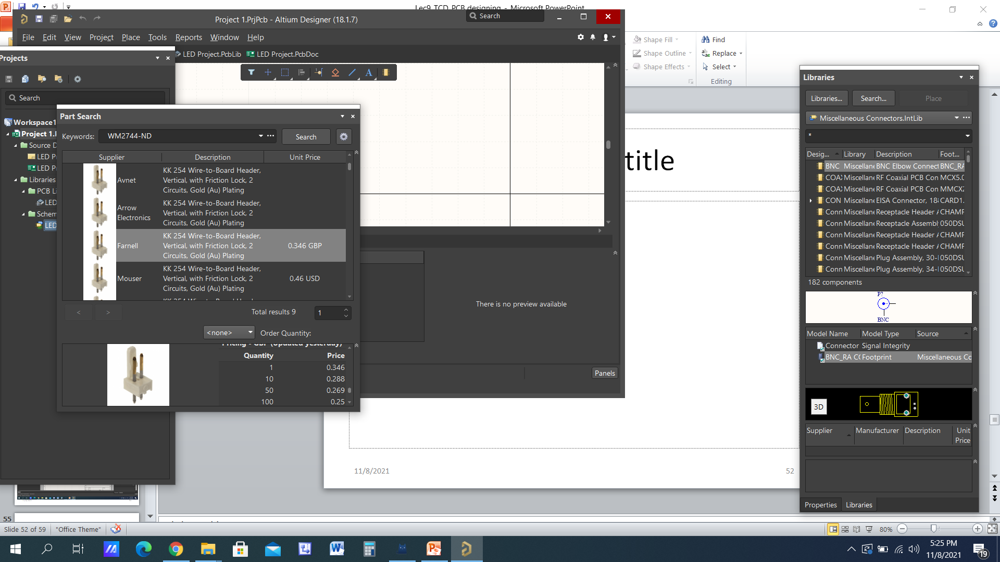 Lec9_TCD_PCB designing - Microsoft PowerPoint
Project 1.PrjPcb - Altium Designer (18.1.7)
Search
File Edit View Project Place Tools Reports Window Help
LED Project.PcbLib LED Project.PcbDoc
Shape Fill
Shape Outline
Shape Effects
Find
Replace
Select
Editing
Projects
Search
Workspace1
Project 1.
Source D
LED P
LED P
Libraries
PCB Li
LED
Schem
LED
Part Search
Keywords: WM2744-ND Search
Supplier Description Unit Price
Avnet
KK 254 Wire-to-Board Header,
Vertical, with Friction Lock, 2
Circuits, Gold (Au) Plating
Arrow
Electronics
KK 254 Wire-to-Board Header,
Vertical, with Friction Lock, 2
Circuits, Gold (Au) Plating
Farnell
KK 254 Wire-to-Board Header,
Vertical, with Friction Lock, 2
Circuits, Gold (Au) Plating
0.346 GBP
Mouser
KK 254 Wire-to-Board Header,
Vertical, with Friction Lock, 2
Circuits, Gold (Au) Plating
0.46 USD
< > Total results 9 1
<none> Order Quantity:
Pricing - GBP (Updated yesterday)
Quantity Price
1 0.346
10 0.288
50 0.269
100 0.25
There is no preview available
Panels
title
11/8/2021 52
Libraries
Libraries... Search... Place
Miscellaneous Connectors.IntLib
*
Desig... Library Description Foot...
BNC Miscellane BNC Elbow Connect BNC_RA
COA Miscellane RF Coaxial PCB Con MCX5.0
COA Miscellane RF Coaxial PCB Con MMCX2
CON Miscellane EISA Connector, 188 CARD1.
Conn Miscellane Receptacle Header A CHAMF
Conn Miscellane Receptacle Assembl 050DSU
Conn Miscellane Receptacle Header A CHAMF
Conn Miscellane Receptacle Header A CHAMF
Conn Miscellane Plug Assembly, 30-I 050DSU
Conn Miscellane Plug Assembly, 34-I 050DSU
182 components
P?
BNC
Model Name Model Type Source
Connector Signal Integrity
BNC_RA CO Footprint Miscellaneous Cc
3D
Supplier Manufacturer Description Unit
Price
Properties Libraries
55
Slide 52 of 59 "Office Theme" 80%
5:25 PM
11/8/2021
19